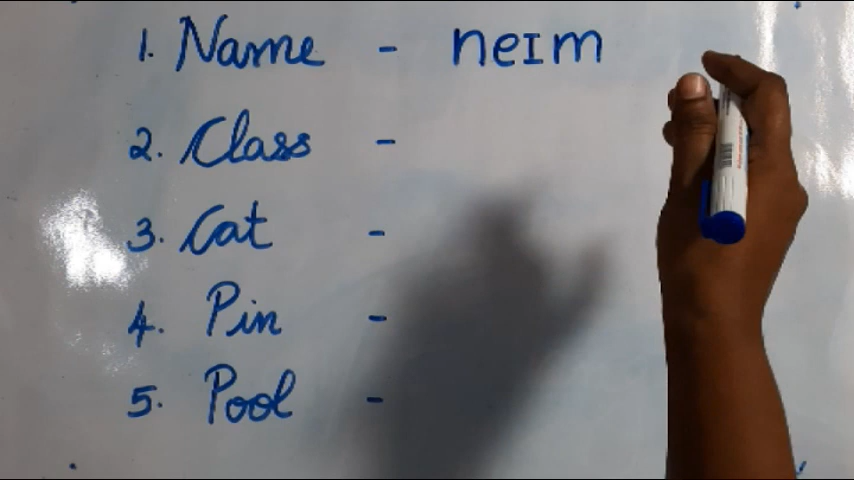 1. Name - neɪm
2. Class -
3. Cat -
4. Pin -
5. Pool -